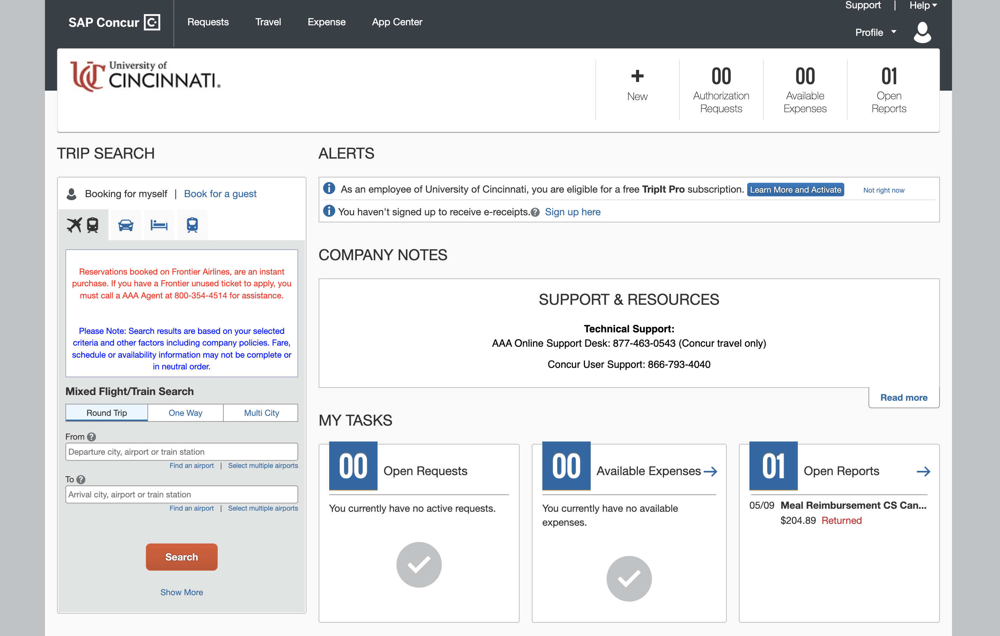 Support | Help
SAP Concur C
Requests Travel Expense App Center
Profile
UC University of
CINCINNATI.
New
00
Authorization
Requests
00
Available
Expenses
01
Open
Reports
TRIP SEARCH
Booking for myself | Book for a guest
Reservations booked on Frontier Airlines, are an instant
purchase. If you have a Frontier unused ticket to apply, you
must call a AAA Agent at 800-354-4514 for assistance.
Please Note: Search results are based on your selected
criteria and other factors including company policies. Fare,
schedule or availability information may not be complete or
in neutral order.
Mixed Flight/Train Search
Round Trip One Way Multi City
From ?
Departure city, airport or train station
Find an airport | Select multiple airports
To ?
Arrival city, airport or train station
Find an airport | Select multiple airports
Search
Show More
ALERTS
i As an employee of University of Cincinnati, you are eligible for a free TripIt Pro subscription. Learn More and Activate Not right now
i You haven't signed up to receive e-receipts. ? Sign up here
COMPANY NOTES
SUPPORT & RESOURCES
Technical Support:
AAA Online Support Desk: 877-463-0543 (Concur travel only)
Concur User Support: 866-793-4040
Read more
MY TASKS
00 Open Requests
You currently have no active requests.
00 Available Expenses
You currently have no available
expenses.
01 Open Reports
05/09 Meal Reimbursement CS Can...
$204.89 Returned